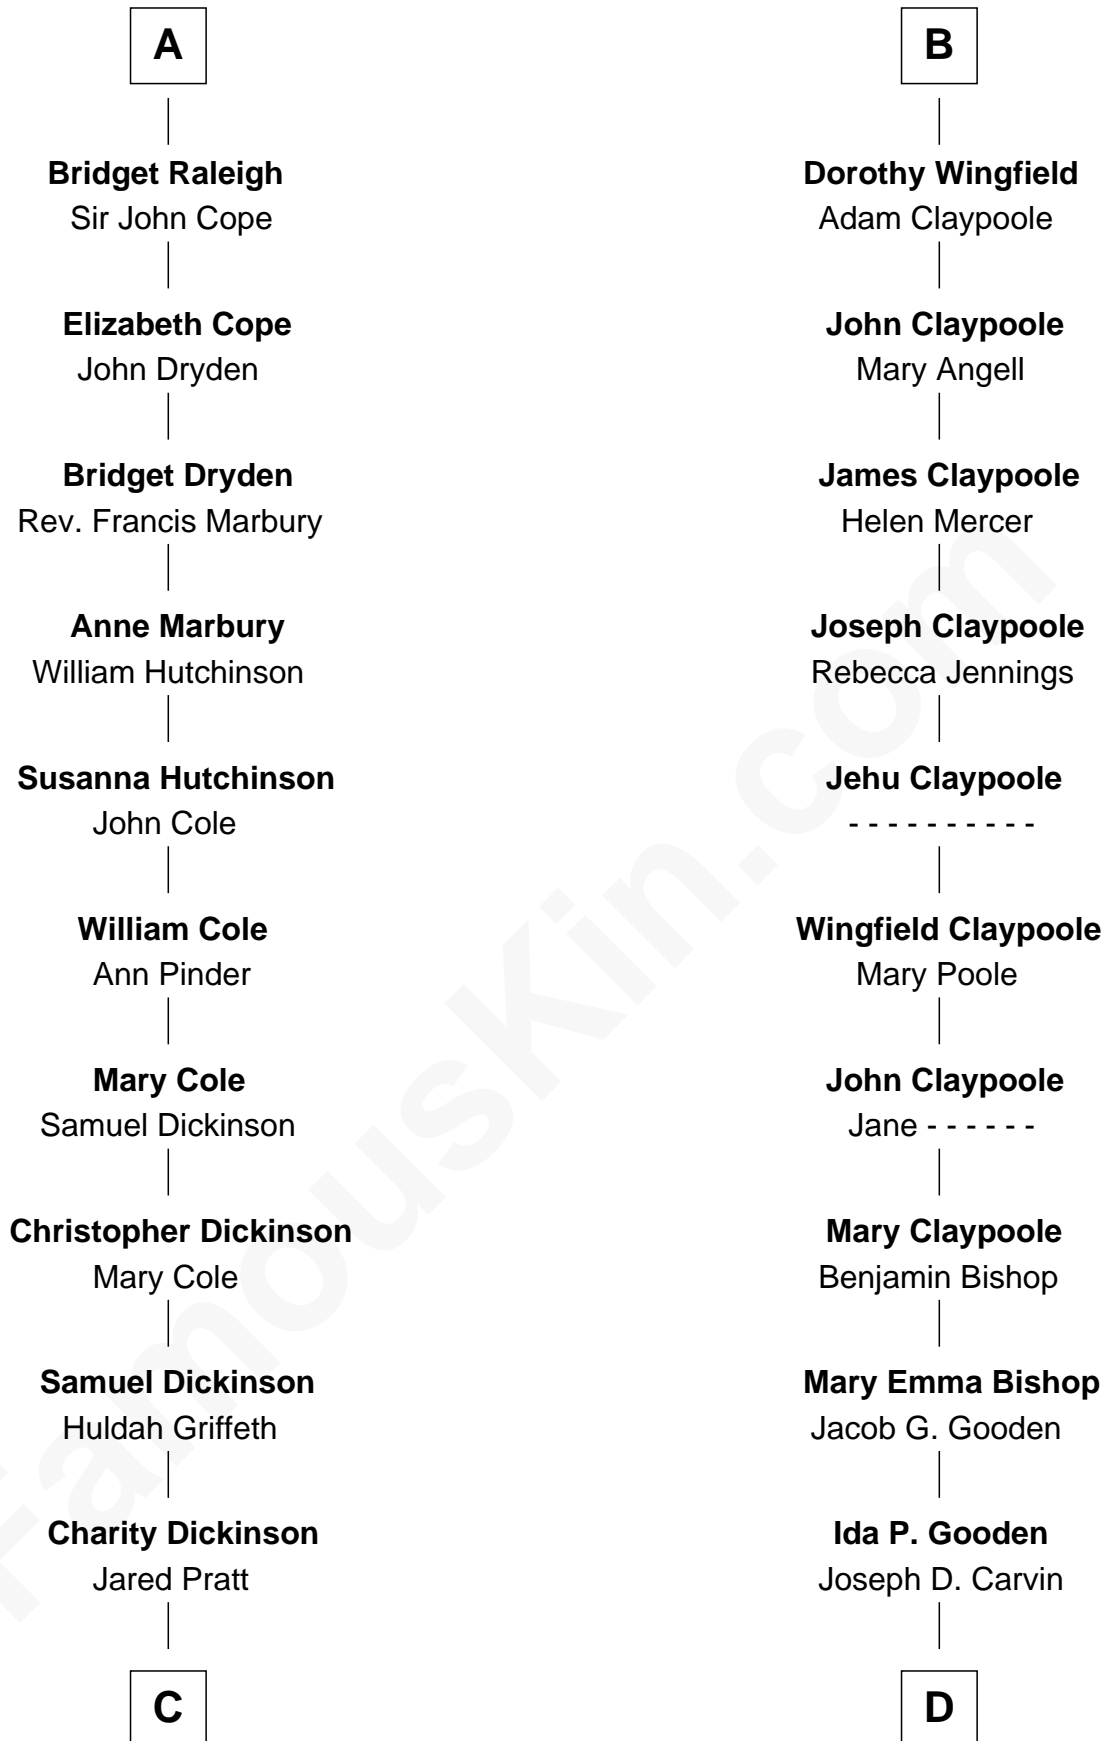 A
Bridget Raleigh
Sir John Cope
Elizabeth Cope
John Dryden
Bridget Dryden
Rev. Francis Marbury
Anne Marbury
William Hutchinson
Susanna Hutchinson
John Cole
William Cole
Ann Pinder
Mary Cole
Samuel Dickinson
Christopher Dickinson
Mary Cole
Samuel Dickinson
Huldah Griffeth
Charity Dickinson
Jared Pratt
C
B
Dorothy Wingfield
Adam Claypoole
John Claypoole
Mary Angell
James Claypoole
Helen Mercer
Joseph Claypoole
Rebecca Jennings
Jehu Claypoole
- - - - - - - - - -
Wingfield Claypoole
Mary Poole
John Claypoole
Jane - - - - - -
Mary Claypoole
Benjamin Bishop
Mary Emma Bishop
Jacob G. Gooden
Ida P. Gooden
Joseph D. Carvin
D
FamousKin.com